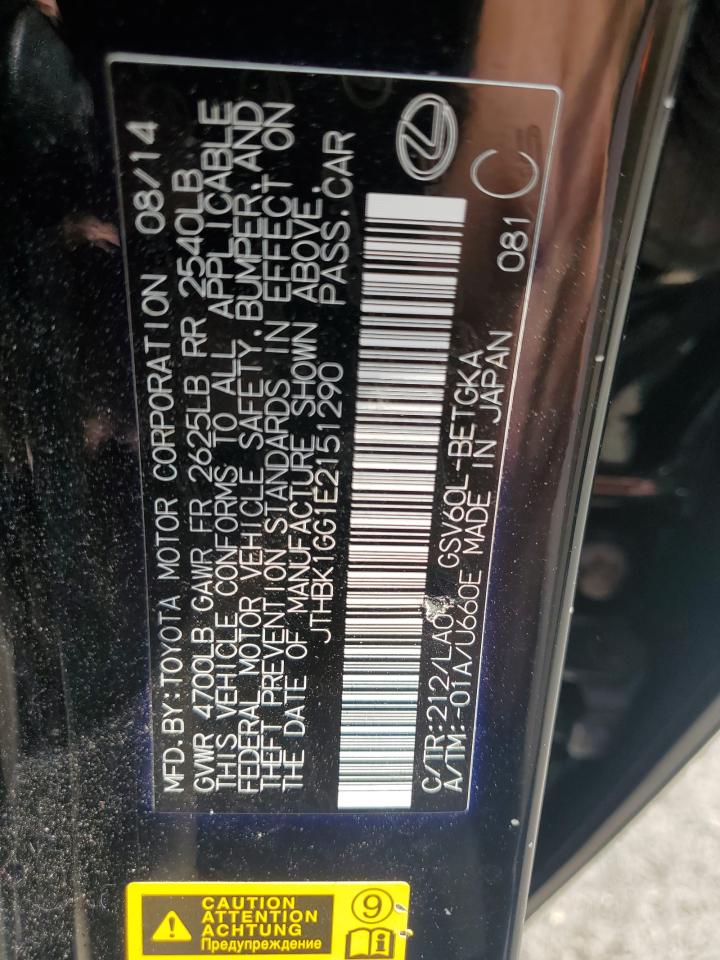 MFD. BY: TOYOTA MOTOR CORPORATION 08/14
GVWR 4700LB GAWR FR 2625LB RR 2540LB
THIS VEHICLE CONFORMS TO ALL APPLICABLE
FEDERAL MOTOR VEHICLE SAFETY, BUMPER, AND
THEFT PREVENTION STANDARDS IN EFFECT ON
THE DATE OF MANUFACTURE SHOWN ABOVE.
JTHBK1GG1E2151290 PASS. CAR
C/TR:212/LA01 GSV60L-BETGKA
A/TM:-01A/U660E MADE IN JAPAN
081 C
CAUTION
ATTENTION
ACHTUNG
Предупреждение
9